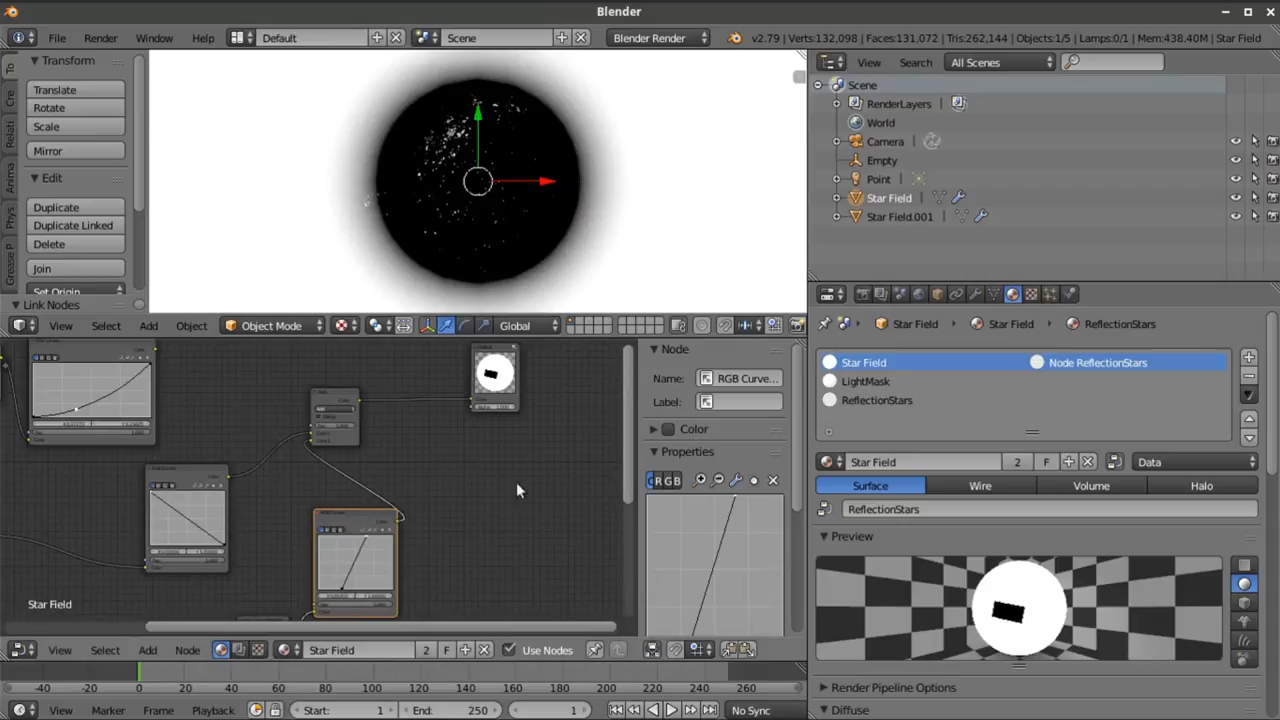 Blender
File Render Window Help Default Scene Blender Render v2.79 | Verts:132,098 | Faces:131,072 | Tris:262,144 | Objects:1/5 | Lamps:0/1 | Mem:438.40M | Star Field
Transform
Translate
Rotate
Scale
Mirror
Edit
Duplicate
Duplicate Linked
Delete
Join
Set Origin
Link Nodes
To
Cre
Relati
Anima
Phys
Grease P
View Select Add Object Object Mode Global
View Search All Scenes
Scene
RenderLayers
World
Camera
Empty
Point
Star Field
Star Field.001
Star Field Star Field ReflectionStars
Star Field Node ReflectionStars
LightMask
ReflectionStars
Star Field 2 F Data
Surface Wire Volume Halo
ReflectionStars
Preview
Render Pipeline Options
Diffuse
Node
Name: RGB Curve...
Label:
Color
Properties
C R G B
Star Field
View Select Add Node Star Field 2 F Use Nodes
-40 -20 0 20 40 60 80 100 120 140 160 180 200 220 240 260
View Marker Frame Playback Start: 1 End: 250 1 No Sync